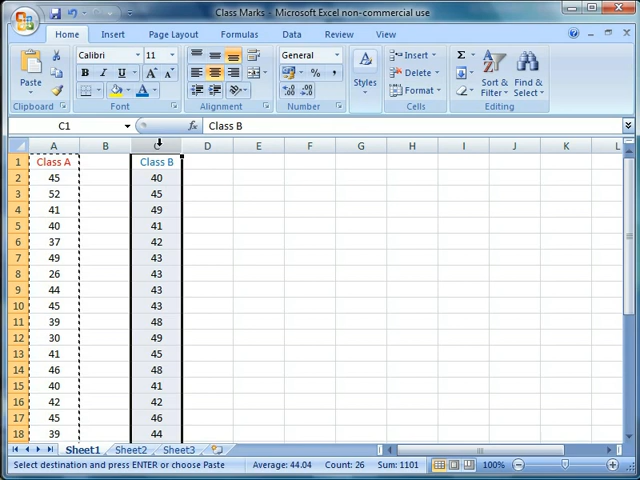 Class Marks - Microsoft Excel non-commercial use
Home Insert Page Layout Formulas Data Review View
Paste
Clipboard
Calibri 11
B I U A A
A
Font
Alignment
General
% ,
Number
A
Styles
Insert
Delete
Format
Cells
Σ
Sort & Filter
Find & Select
Editing
C1 fx Class B
A B C D E F G H I J K L
1 Class A Class B
2 45 40
3 52 45
4 41 49
5 40 41
6 37 42
7 49 43
8 26 43
9 44 43
10 45 43
11 39 48
12 30 49
13 41 45
14 46 48
15 40 41
16 42 42
17 45 46
18 39 44
Sheet1 Sheet2 Sheet3
Select destination and press ENTER or choose Paste Average: 44.04 Count: 26 Sum: 1101 100%